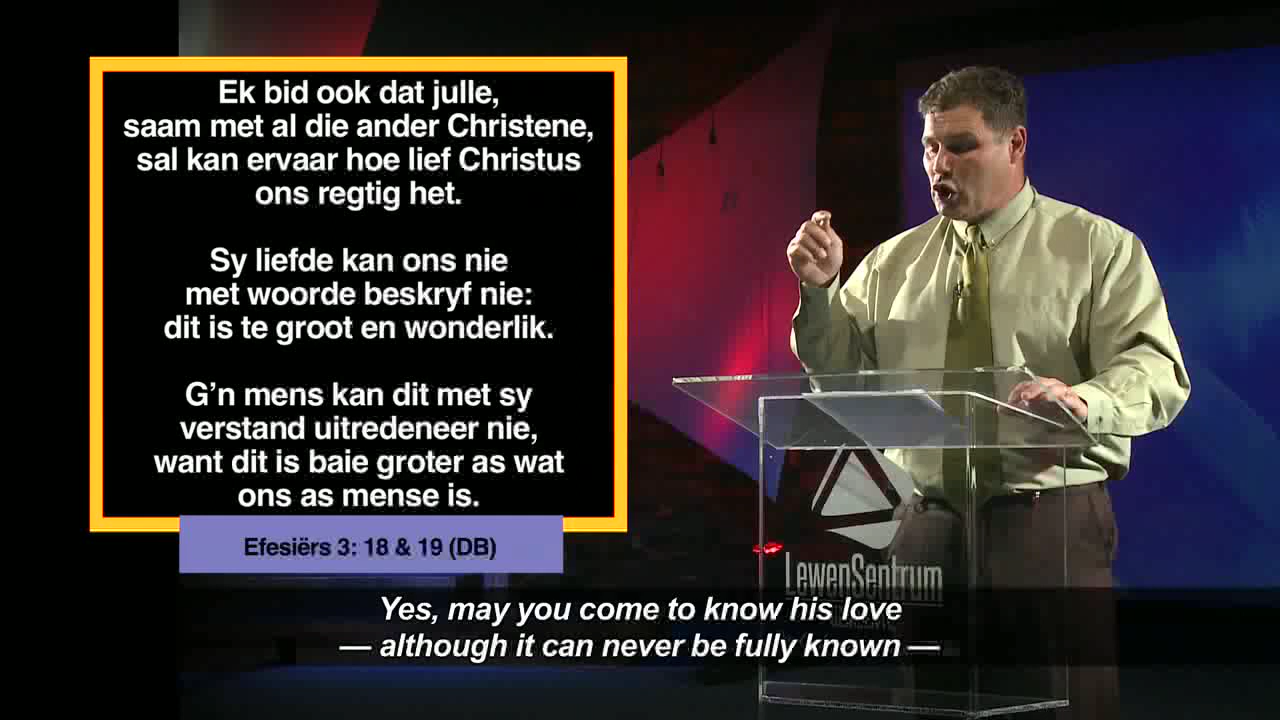 Ek bid ook dat julle,
saam met al die ander Christene,
sal kan ervaar hoe lief Christus
ons regtig het.
Sy liefde kan ons nie
met woorde beskryf nie:
dit is te groot en wonderlik.
G'n mens kan dit met sy
verstand uitredeneer nie,
want dit is baie groter as wat
ons as mense is.
Efesiërs 3: 18 & 19 (DB)
LewenSentrum
Yes, may you come to know his love
— although it can never be fully known —